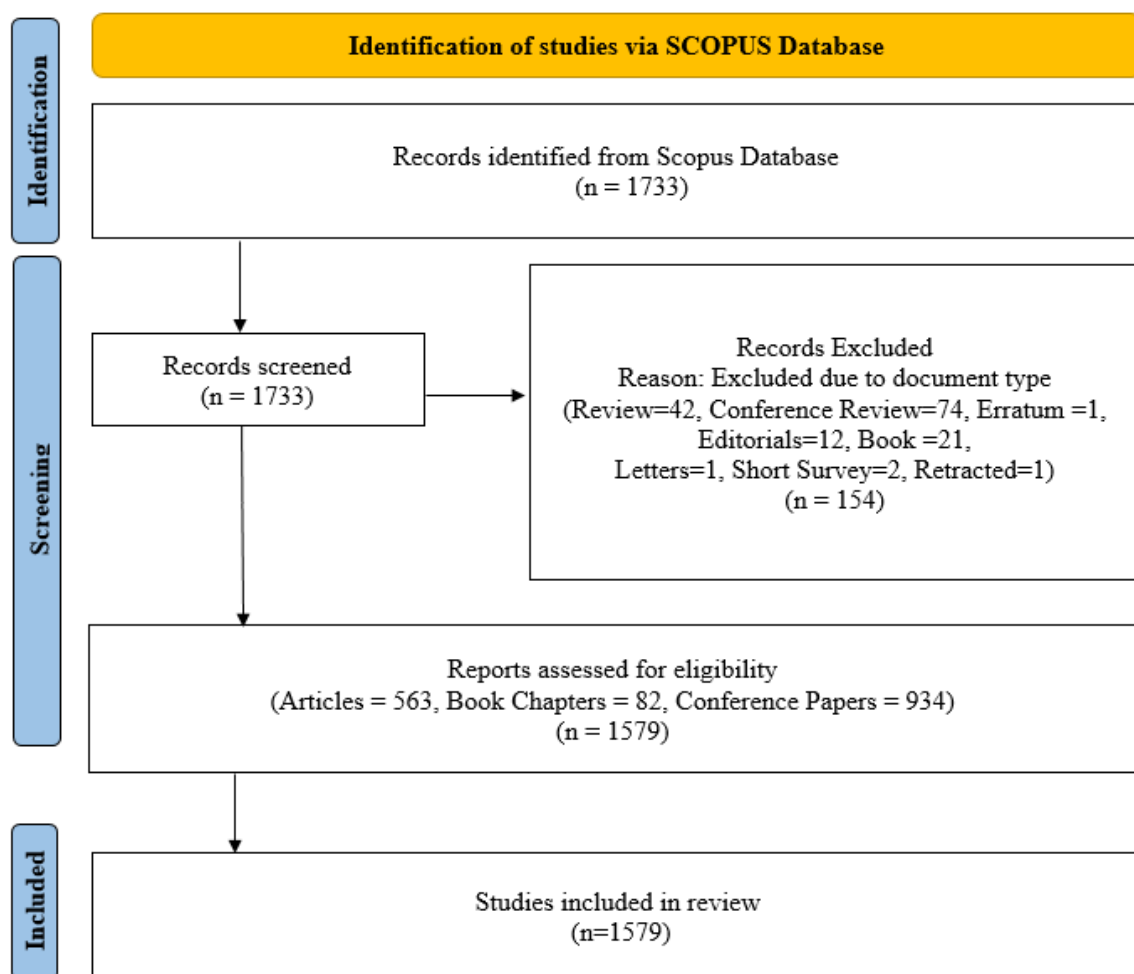 Identification of studies via SCOPUS Database
Identification
Records identified from Scopus Database
(n = 1733)
Screening
Records screened
(n = 1733)
Records Excluded
Reason: Excluded due to document type
(Review=42, Conference Review=74, Erratum =1,
Editorials=12, Book =21,
Letters=1, Short Survey=2, Retracted=1)
(n = 154)
Reports assessed for eligibility
(Articles = 563, Book Chapters = 82, Conference Papers = 934)
(n = 1579)
Included
Studies included in review
(n=1579)